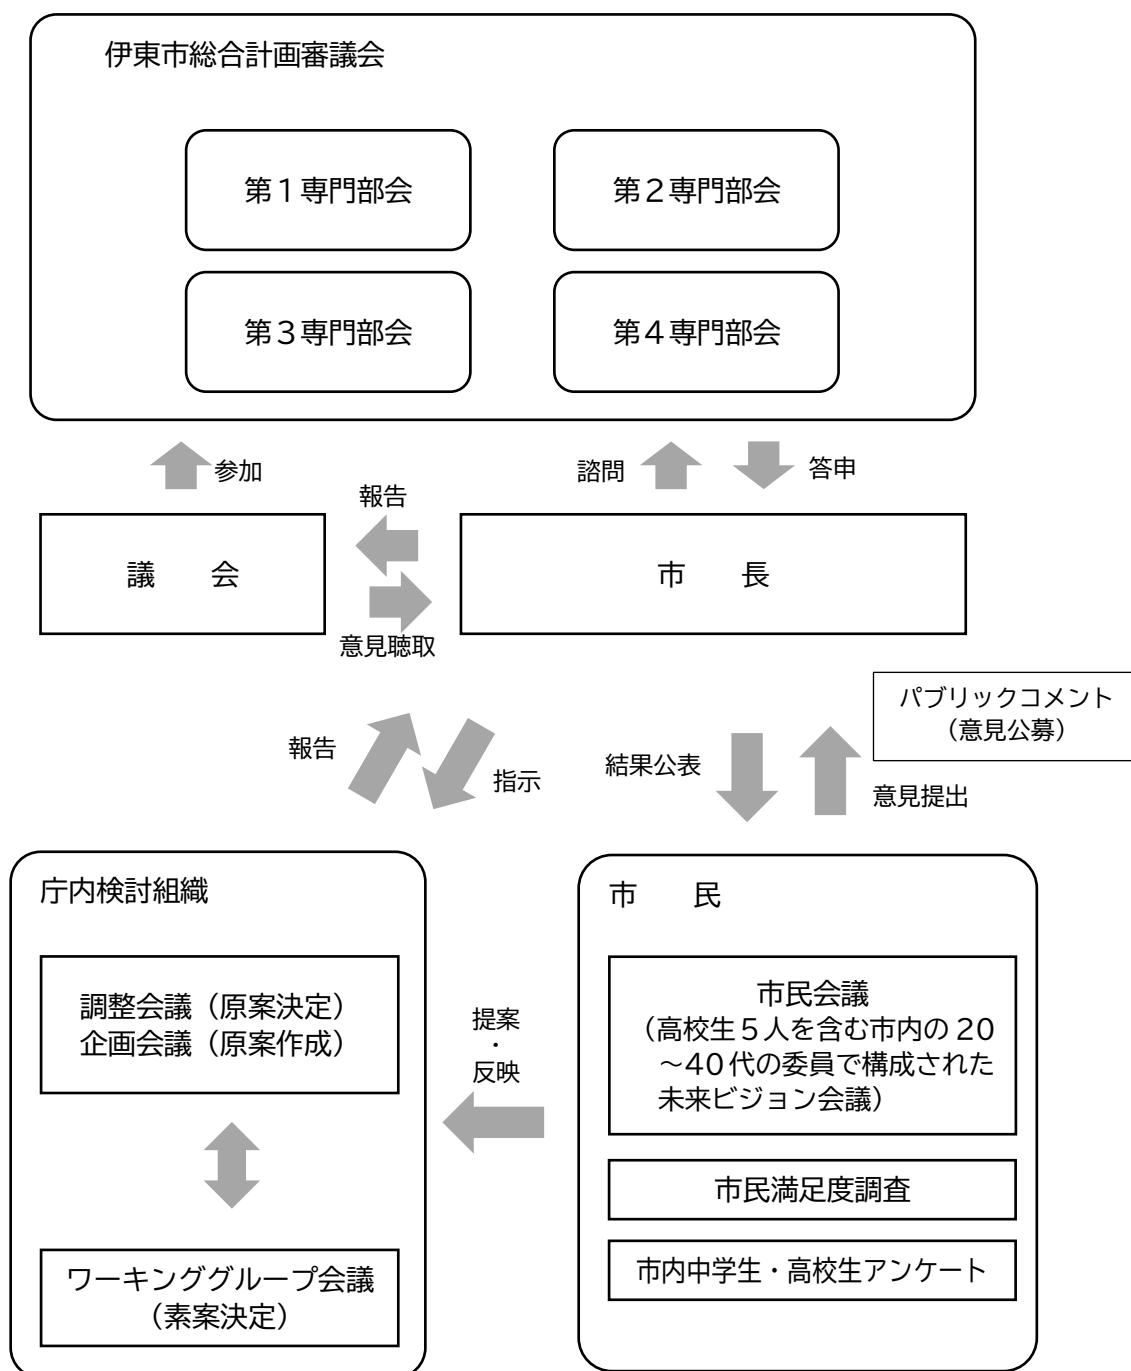 伊東市総合計画審議会
第１専門部会
第２専門部会
第３専門部会
第４専門部会
参加
諮問
答申
報告
議　　会
市　　長
意見聴取
パブリックコメント
（意見公募）
報告
指示
結果公表
意見提出
庁内検討組織
調整会議（原案決定）
企画会議（原案作成）
ワーキンググループ会議
（素案決定）
提案
・
反映
市　　民
市民会議
（高校生５人を含む市内の 20
～40 代の委員で構成された
未来ビジョン会議）
市民満足度調査
市内中学生・高校生アンケート